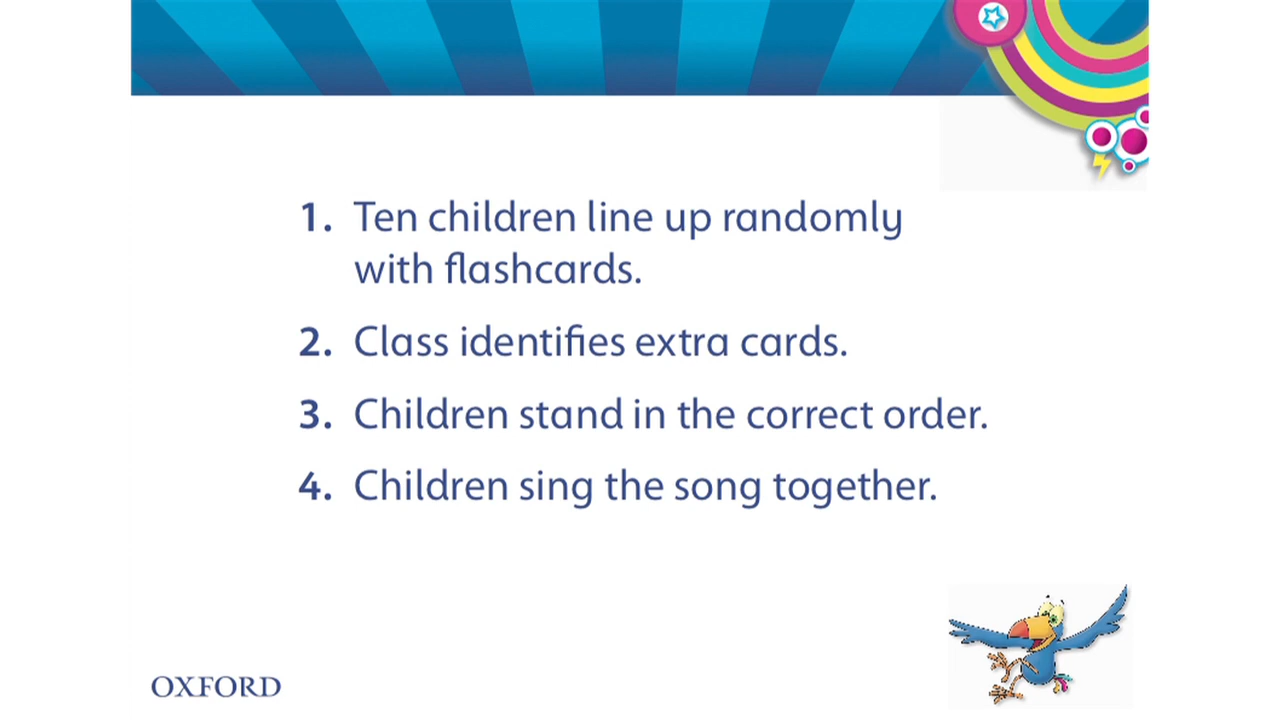 1. Ten children line up randomly
with flashcards.
2. Class identifies extra cards.
3. Children stand in the correct order.
4. Children sing the song together.
OXFORD